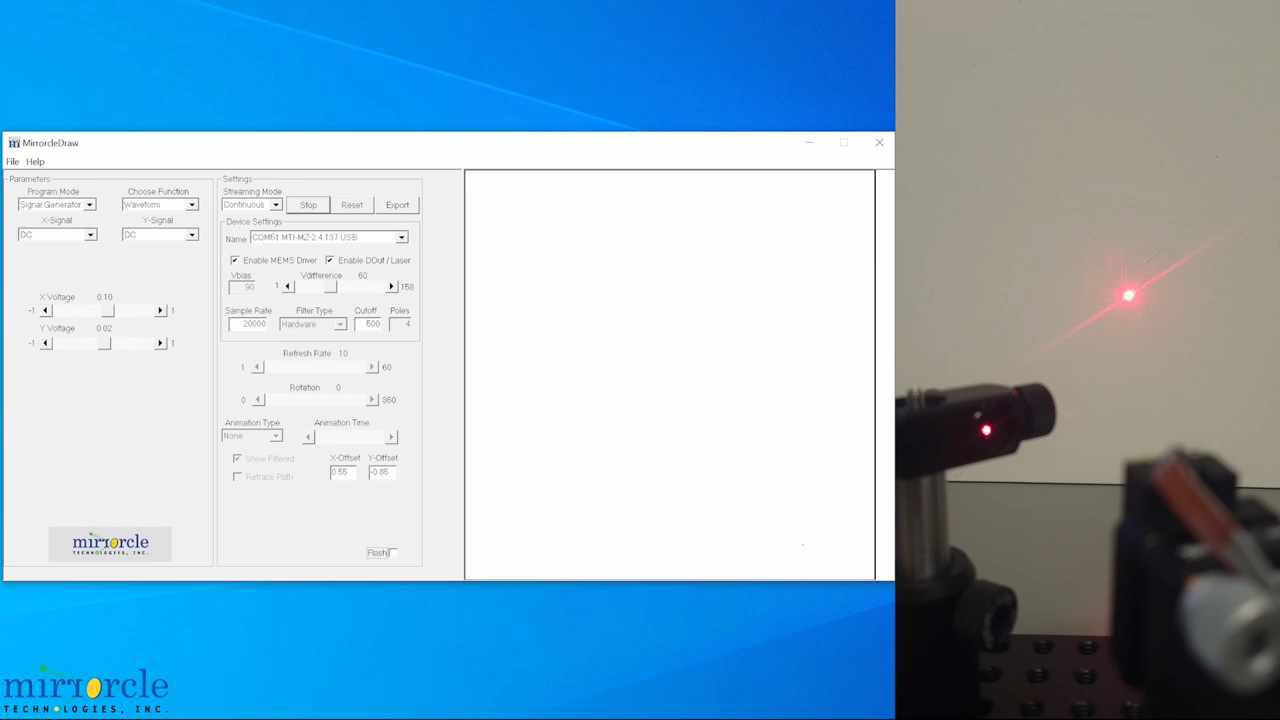 MirrorcleDraw
File Help
Parameters
Program Mode Choose Function
Signal Generator Waveform
X-Signal Y-Signal
DC DC
X Voltage 0.10
-1 1
Y Voltage 0.02
-1 1
mirrorcle
TECHNOLOGIES, INC.
Settings
Streaming Mode
Continuous Stop Reset Export
Device Settings
Name COM51 MTI-MZ-2.4 137:USB
Enable MEMS Driver Enable DOut / Laser
Vbias Vdifference 60
90 1 158
Sample Rate Filter Type Cutoff Poles
20000 Hardware 500 4
Refresh Rate 10
1 60
Rotation 0
0 360
Animation Type Animation Time
None
Show Filtered X-Offset Y-Offset
Retrace Path 0.55 -0.85
Flash
mirrorcle
TECHNOLOGIES, INC.